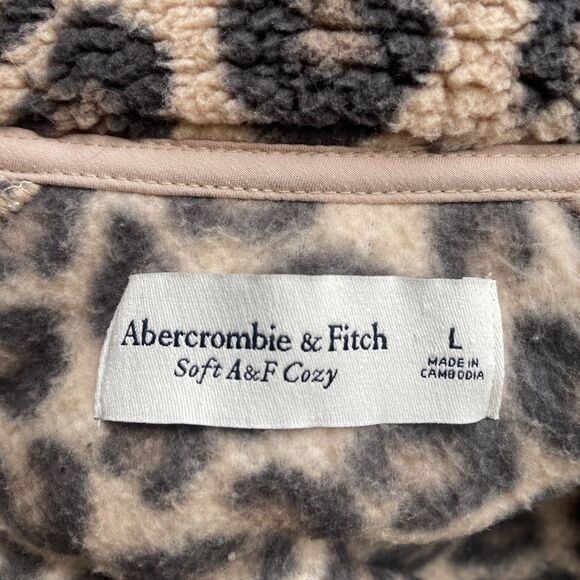 Abercrombie & Fitch
Soft A&F Cozy
L
MADE IN
CAMBODIA